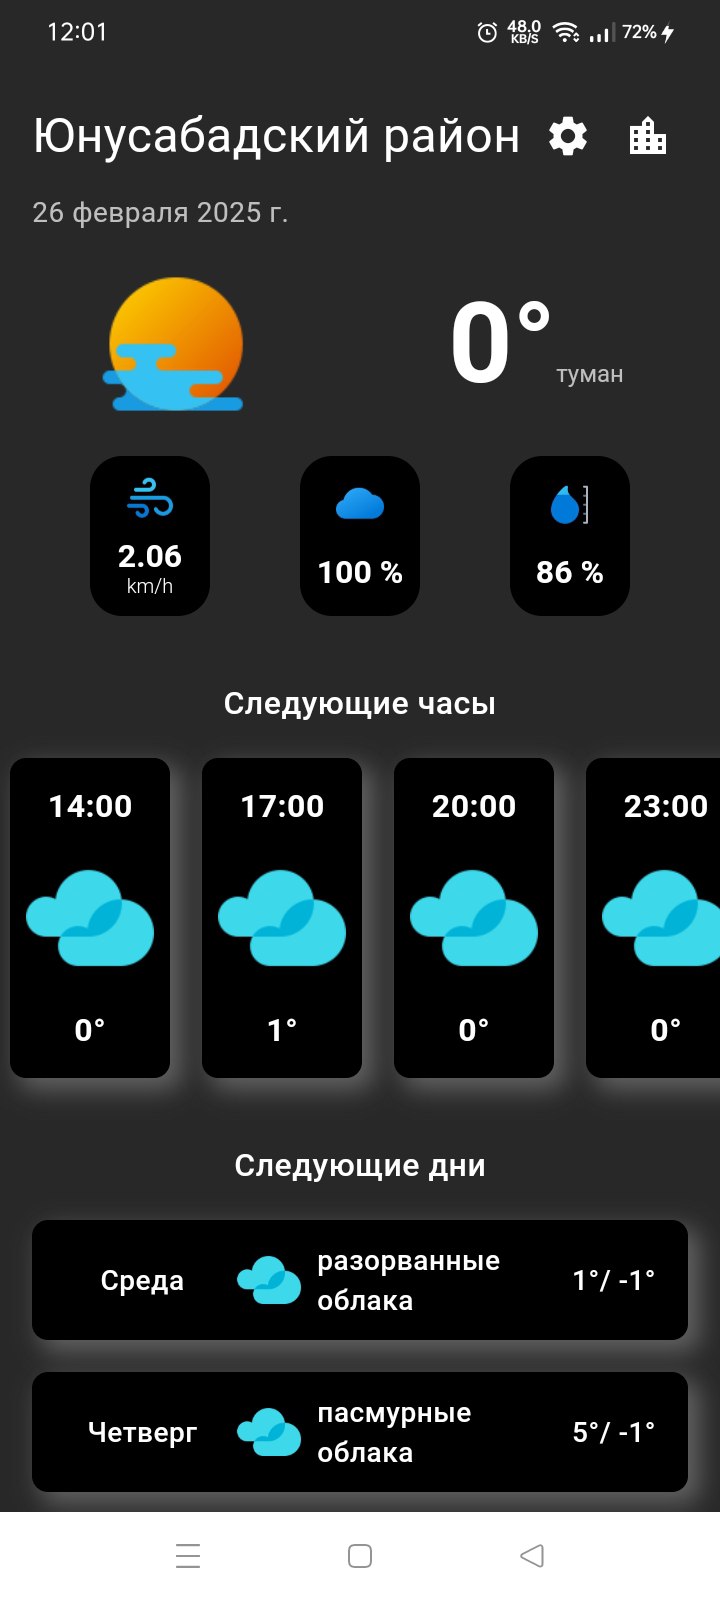 12:01 48.0 KB/S 72%
Юнусабадский район
26 февраля 2025 г.
0° туман
2.06 100 % 86 %
km/h
Следующие часы
14:00 17:00 20:00 23:00
0° 1° 0° 0°
Следующие дни
Среда разорванные облака 1°/ -1°
Четверг пасмурные облака 5°/ -1°